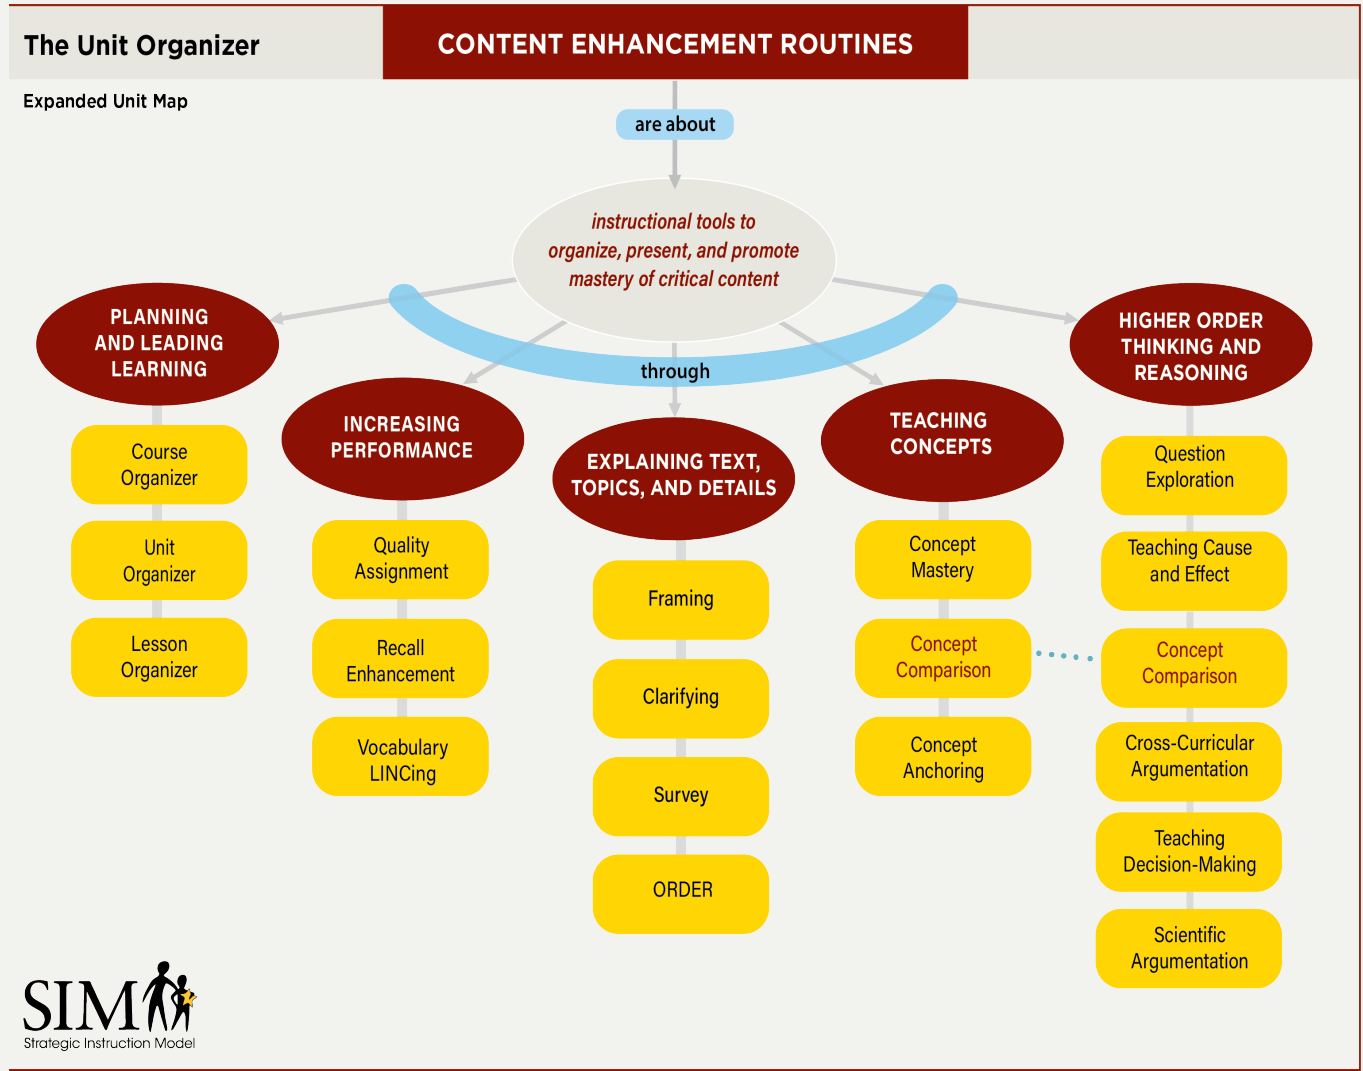 The Unit Organizer
CONTENT ENHANCEMENT ROUTINES
Expanded Unit Map
are about
instructional tools to
organize, present, and promote
mastery of critical content
through
PLANNING
AND LEADING
LEARNING
Course
Organizer
Unit
Organizer
Lesson
Organizer
INCREASING
PERFORMANCE
Quality
Assignment
Recall
Enhancement
Vocabulary
LINCing
EXPLAINING TEXT,
TOPICS, AND DETAILS
Framing
Clarifying
Survey
ORDER
TEACHING
CONCEPTS
Concept
Mastery
Concept
Comparison
Concept
Anchoring
HIGHER ORDER
THINKING AND
REASONING
Question
Exploration
Teaching Cause
and Effect
Concept
Comparison
Cross-Curricular
Argumentation
Teaching
Decision-Making
Scientific
Argumentation
SIM
Strategic Instruction Model